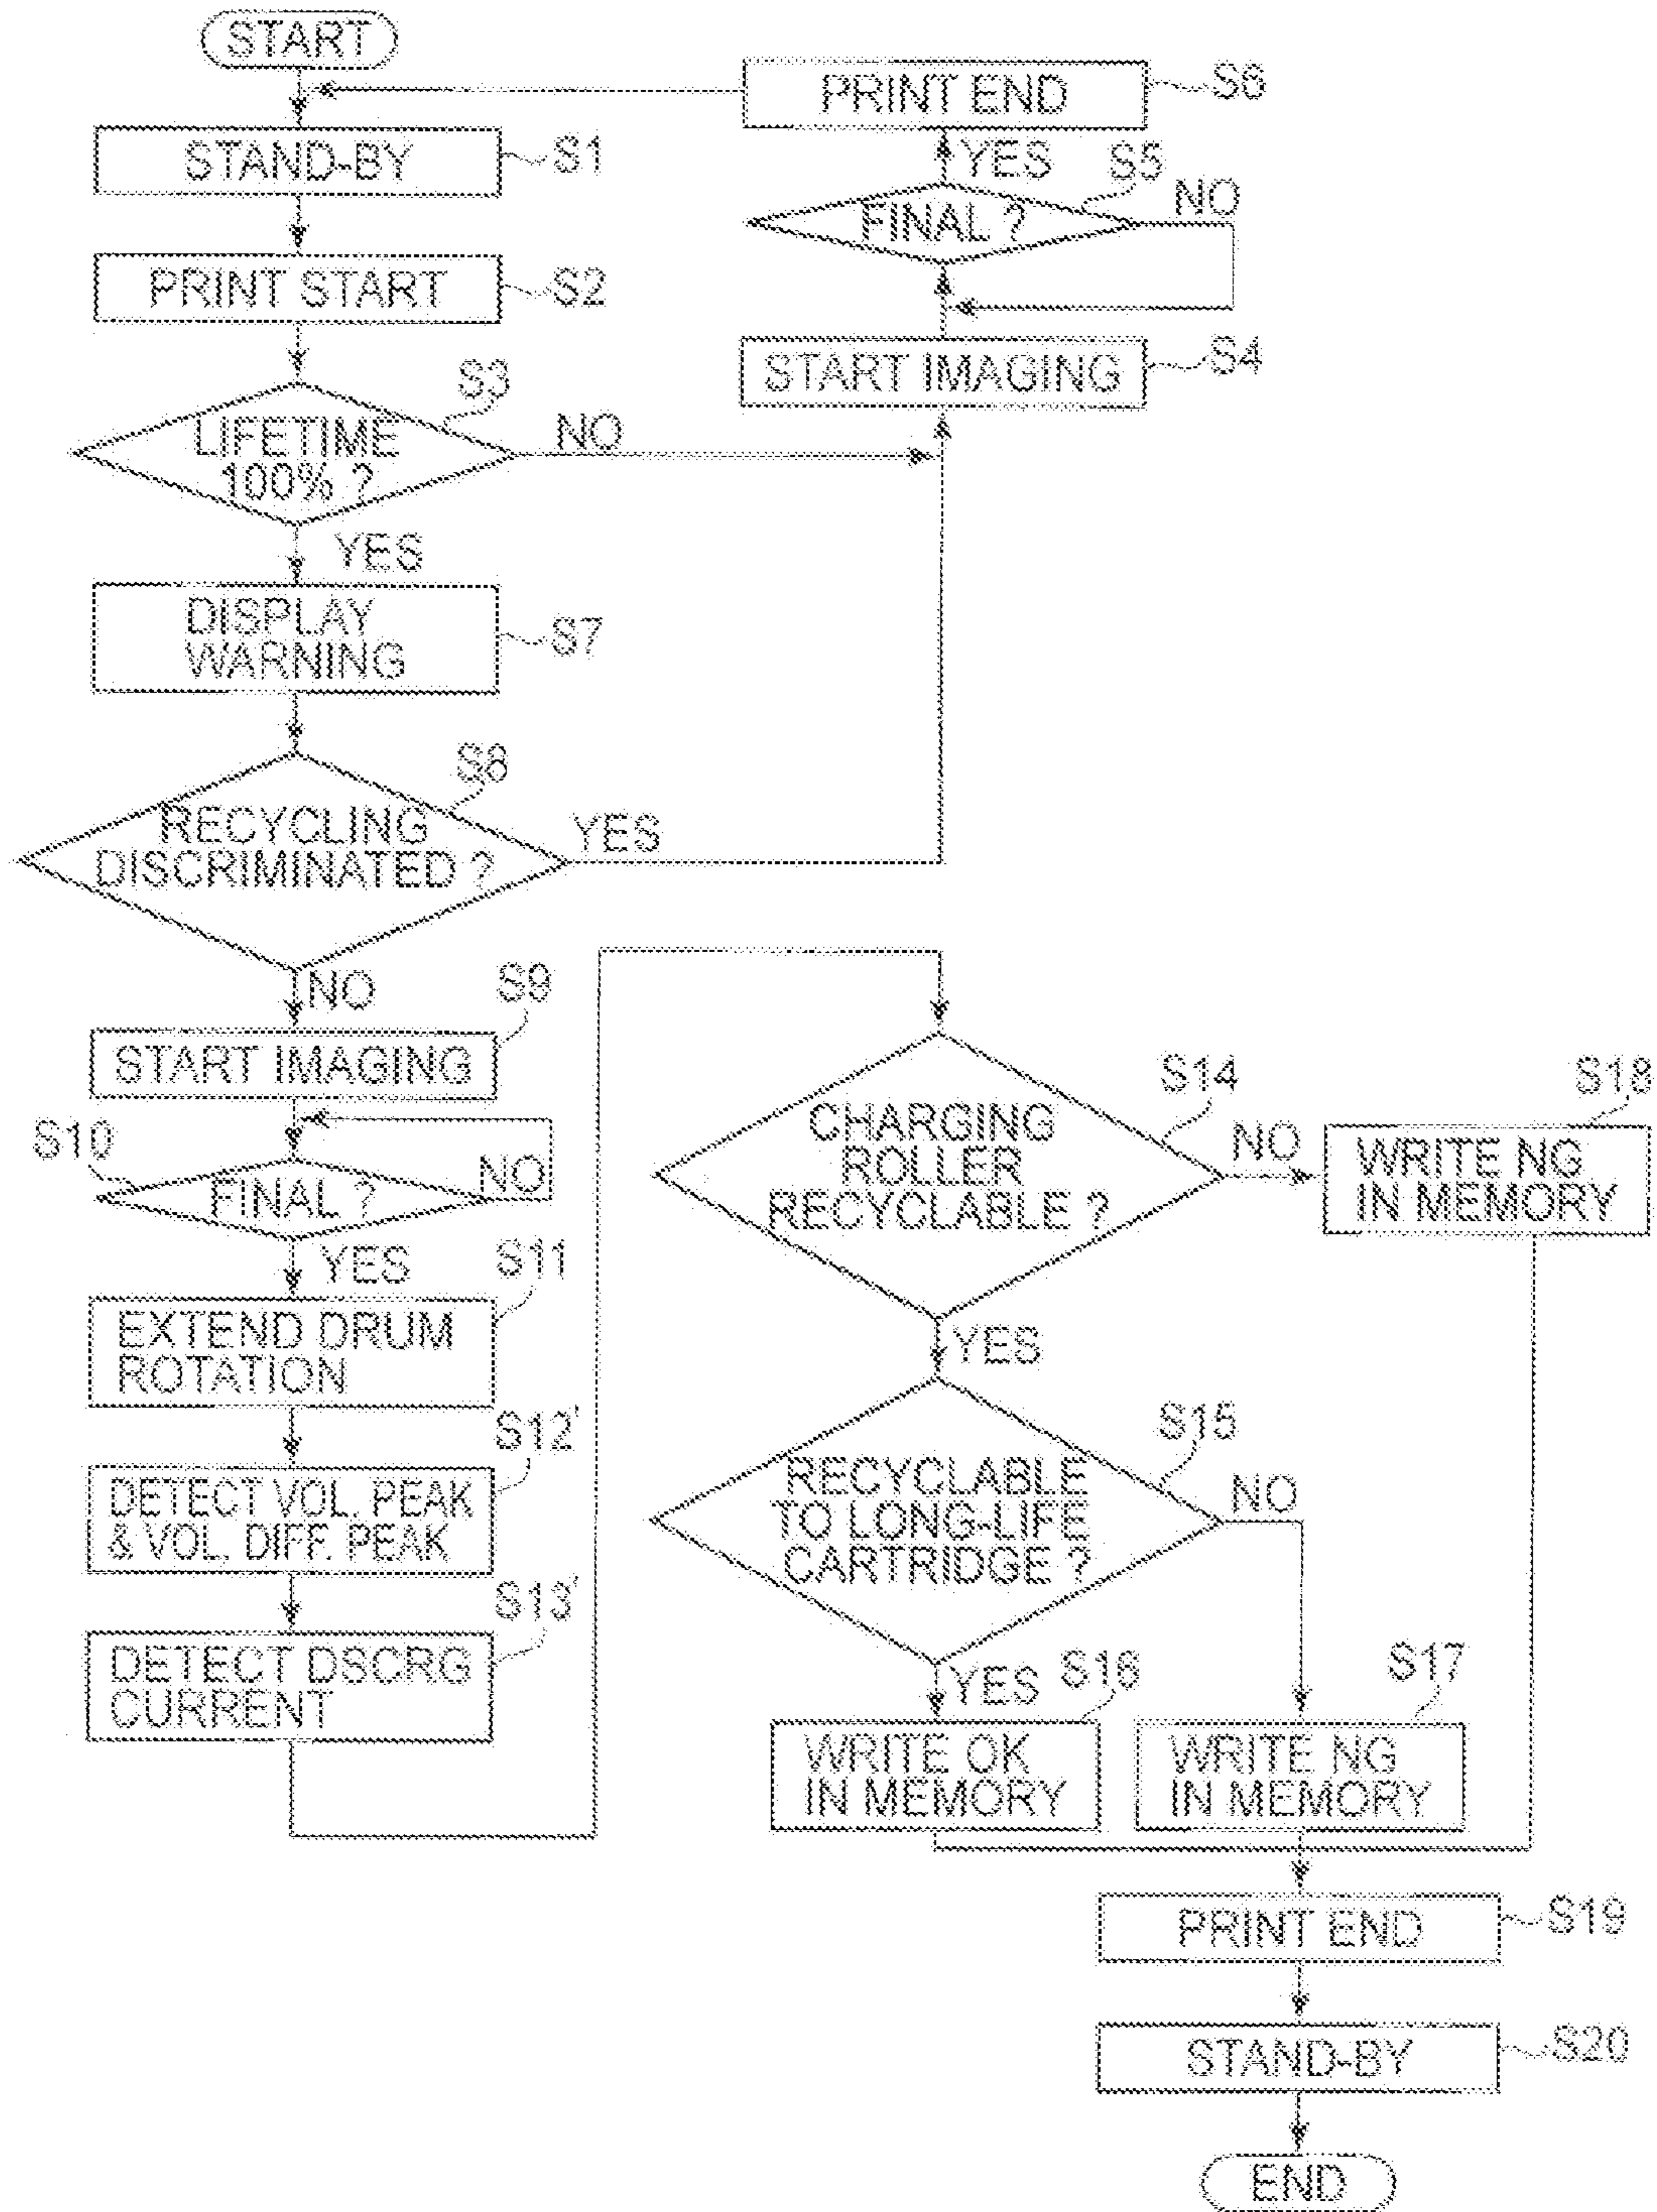 START
STAND-BY
S1
PRINT START
S2
LIFETIME
100% ?
S3
NO
YES
DISPLAY
WARNING
S7
RECYCLING
DISCRIMINATED ?
S8
YES
NO
START IMAGING
S9
S10
FINAL ?
NO
YES
EXTEND DRUM
ROTATION
S11
DETECT VOL. PEAK
& VOL. DIFF. PEAK
S12'
DETECT DSCRG
CURRENT
S13'
PRINT END
S6
YES
FINAL ?
S5
NO
START IMAGING
S4
CHARGING
ROLLER
RECYCLABLE ?
S14
NO
WRITE NG
IN MEMORY
S18
YES
RECYCLABLE
TO LONG-LIFE
CARTRIDGE ?
S15
NO
YES
WRITE OK
IN MEMORY
S16
WRITE NG
IN MEMORY
S17
PRINT END
S19
STAND-BY
S20
END